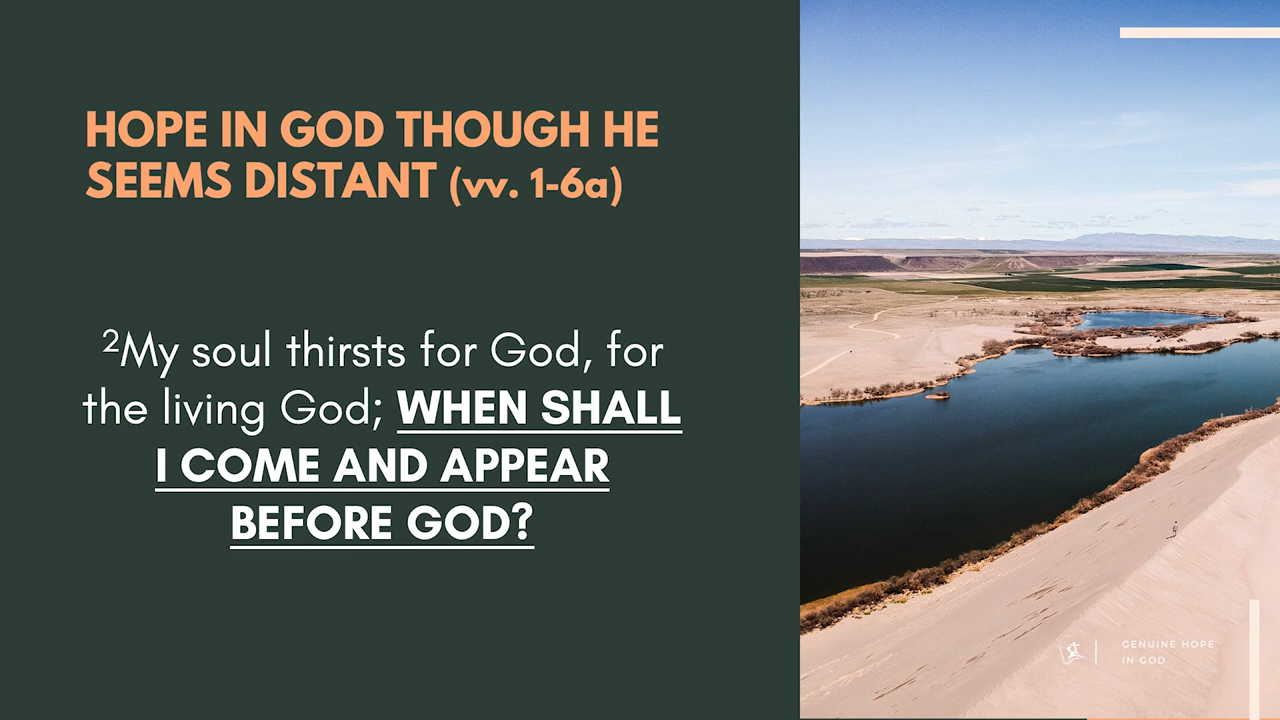 HOPE IN GOD THOUGH HE
SEEMS DISTANT (vv. 1-6a)
²My soul thirsts for God, for
the living God; WHEN SHALL
I COME AND APPEAR
BEFORE GOD?
GENUINE HOPE
IN GOD